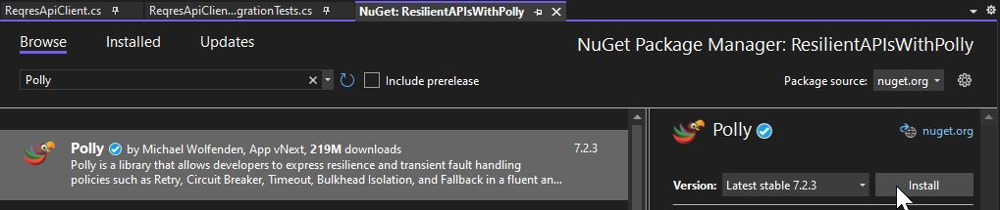 ReqresApiClient.cs
ReqresApiClien...grationTests.cs
NuGet: ResilientAPIsWithPolly
Browse Installed Updates
NuGet Package Manager: ResilientAPIsWithPolly
Polly
Include prerelease
Package source: nuget.org
Polly by Michael Wolfenden, App vNext, 219M downloads
7.2.3
Polly is a library that allows developers to express resilience and transient fault handling
policies such as Retry, Circuit Breaker, Timeout, Bulkhead Isolation, and Fallback in a fluent an...
Polly
nuget.org
Version: Latest stable 7.2.3
Install